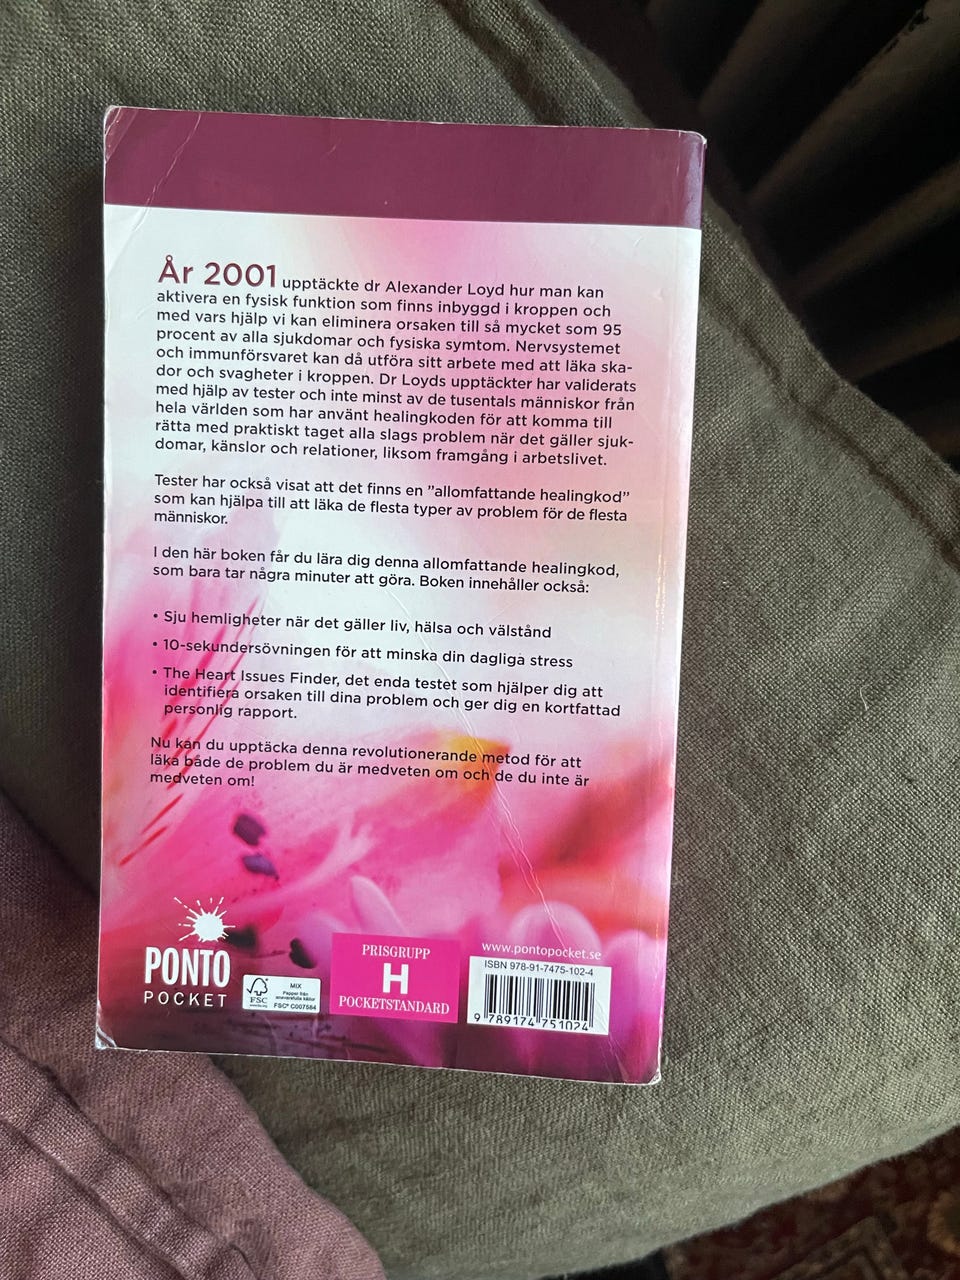 År 2001 upptäckte dr Alexander Loyd hur man kan
aktivera en fysisk funktion som finns inbyggd i kroppen och
med vars hjälp vi kan eliminera orsaken till så mycket som 95
procent av alla sjukdomar och fysiska symtom. Nervsystemet
och immunförsvaret kan då utföra sitt arbete med att läka ska-
dor och svagheter i kroppen. Dr Loyds upptäckter har validerats
med hjälp av tester och inte minst av de tusentals människor från
hela världen som har använt healingkoden för att komma till
rätta med praktiskt taget alla slags problem när det gäller sjuk-
domar, känslor och relationer, liksom framgång i arbetslivet.
Tester har också visat att det finns en ”allomfattande healingkod”
som kan hjälpa till att läka de flesta typer av problem för de flesta
människor.
I den här boken får du lära dig denna allomfattande healingkod,
som bara tar några minuter att göra. Boken innehåller också:
• Sju hemligheter när det gäller liv, hälsa och välstånd
• 10-sekundersövningen för att minska din dagliga stress
• The Heart Issues Finder, det enda testet som hjälper dig att
identifiera orsaken till dina problem och ger dig en kortfattad
personlig rapport.
Nu kan du upptäcka denna revolutionerande metod för att
läka både de problem du är medveten om och de du inte är
medveten om!
PONTO
POCKET
FSC
MIX
Papper från
ansvarsfulla källor
FSC® C007584
PRISGRUPP
H
POCKETSTANDARD
www.pontopocket.se
ISBN 978-91-7475-102-4
9 789174 751024